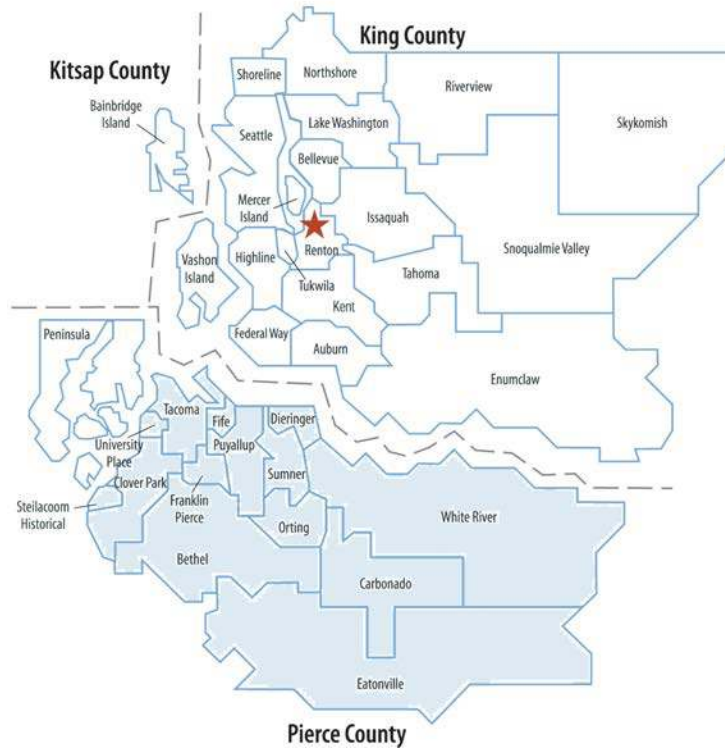 King County
Kitsap County
Bainbridge
Island
Shoreline
Northshore
Riverview
Skykomish
Seattle
Lake Washington
Bellevue
Mercer
Island
Issaquah
Snoqualmie Valley
Vashon
Island
Highline
Renton
Tukwila
Tahoma
Kent
Federal Way
Auburn
Enumclaw
Peninsula
Tacoma
Fife
Dieringer
University
Place
Puyallup
Clover Park
Sumner
Steilacoom
Historical
Franklin
Pierce
Orting
White River
Bethel
Carbonado
Eatonville
Pierce County